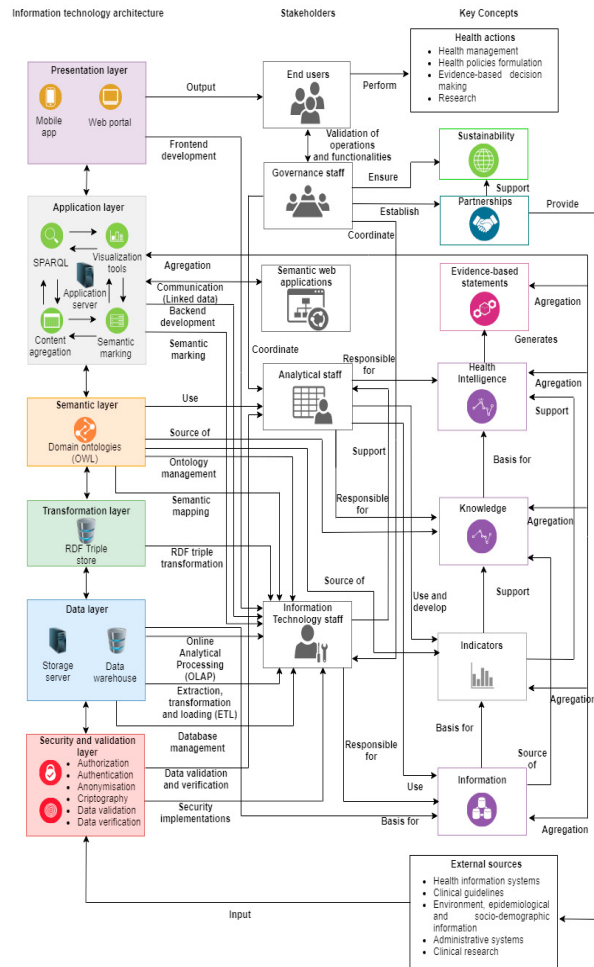 Information technology architecture
Stakeholders
Key Concepts
Presentation layer
Mobile
app
Web portal
Output
Frontend
development
End users
Perform
Health actions
Health management
Health policies formulation
Evidence-based decision
making
Research
Validation of
operations
and functionalities
Governance staff
Ensure
Establish
Coordinate
Sustainability
Support
Partnerships
Provide
Application layer
SPARQL
Visualization
tools
Application
server
Content
agregation
Semantic
marking
Agregation
Communication
(Linked data)
Backend
development
Semantic
marking
Semantic web
applications
Evidence-based
statements
Agregation
Generates
Coordinate
Analytical staff
Responsible
for
Health
Intelligence
Agregation
Support
Semantic layer
Domain ontologies
(OWL)
Use
Source of
Ontology
management
Semantic
mapping
Support
Responsible
for
Basis for
Knowledge
Agregation
Transformation layer
RDF Triple
store
RDF triple
transformation
Source of
Use and
develop
Support
Data layer
Storage
server
Data
warehouse
Online
Analytical
Processing
(OLAP)
Extraction,
transformation
and loading (ETL)
Database
management
Information
Technology staff
Indicators
Agregation
Basis for
Source
of
Security and validation
layer
Authorization
Authentication
Anonymisation
Criptography
Data validation
Data verification
Data validation
and verification
Security
implementations
Responsible
for
Use
Basis for
Information
Agregation
Input
External sources
Health information systems
Clinical guidelines
Environment, epidemiological
and socio-demographic
information
Administrative systems
Clinical research